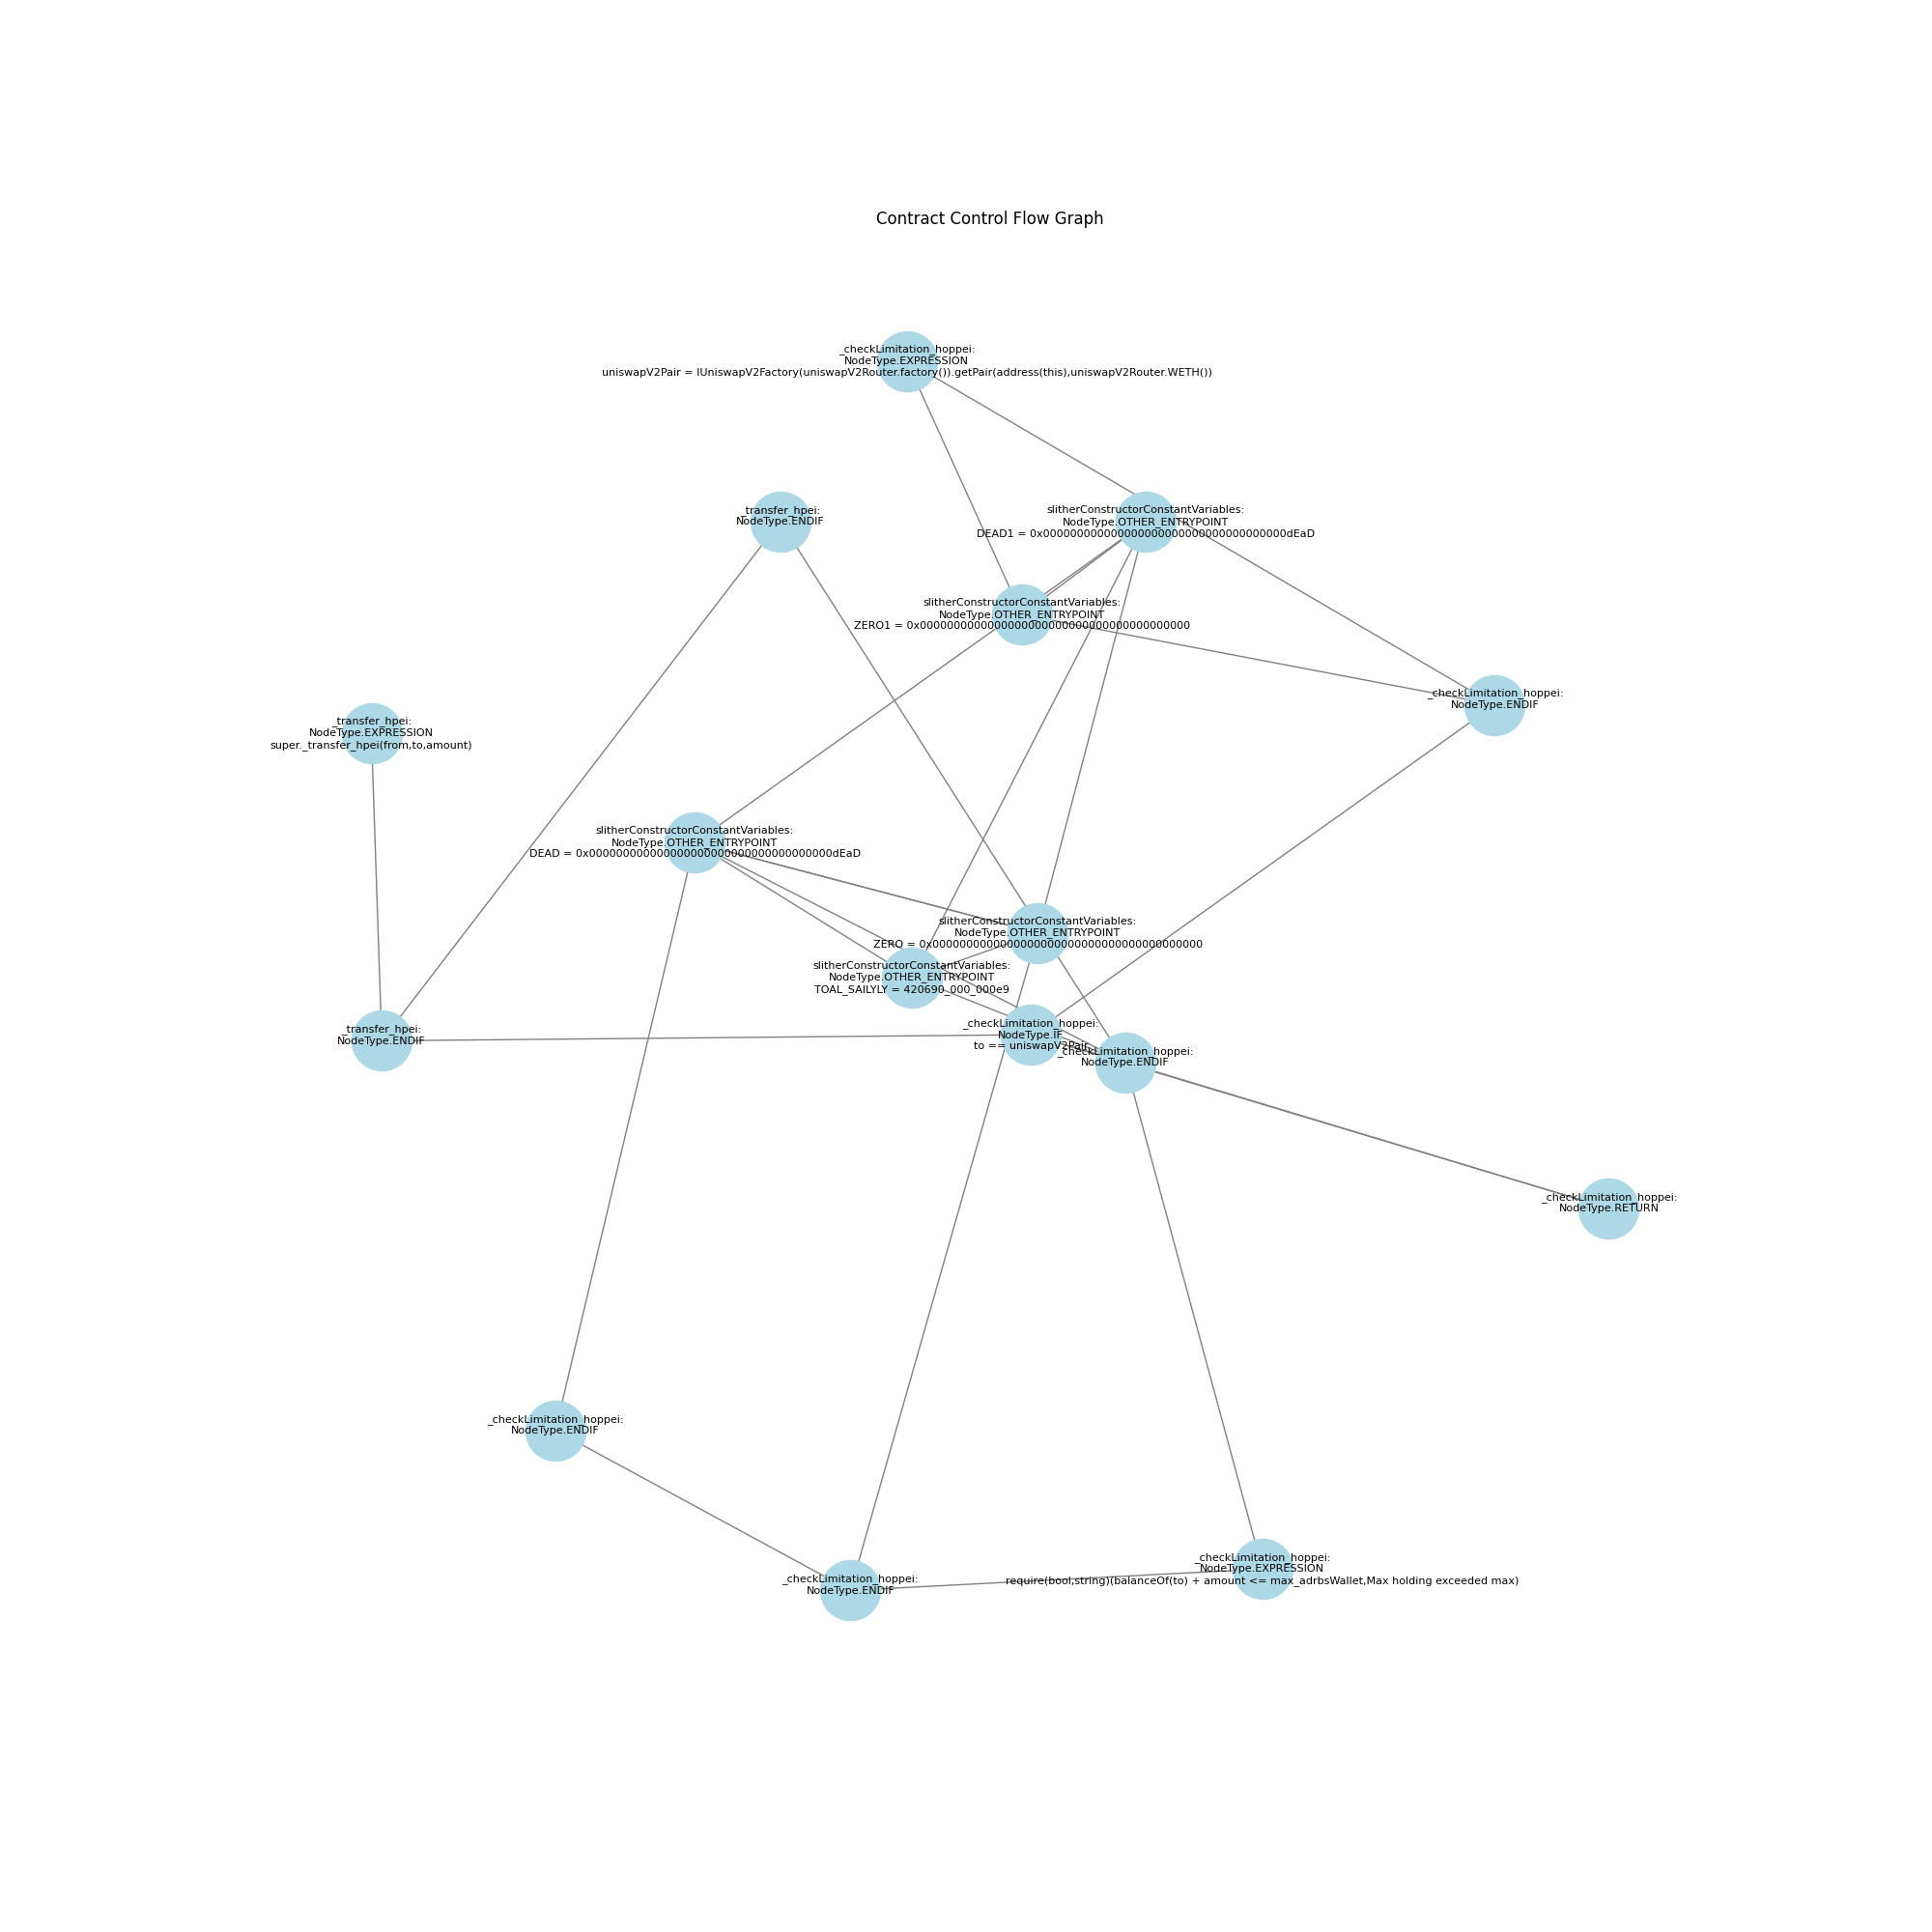 Contract Control Flow Graph
_checkLimitation_hoppei:
NodeType.EXPRESSION
uniswapV2Pair = IUniswapV2Factory(uniswapV2Router.factory()).getPair(address(this),uniswapV2Router.WETH())
_transfer_hpei:
NodeType.ENDIF
slitherConstructorConstantVariables:
NodeType.OTHER_ENTRYPOINT
DEAD1 = 0x000000000000000000000000000000000000dEaD
slitherConstructorConstantVariables:
NodeType.OTHER_ENTRYPOINT
ZERO1 = 0x0000000000000000000000000000000000000000
_checkLimitation_hoppei:
NodeType.ENDIF
_transfer_hpei:
NodeType.EXPRESSION
super._transfer_hpei(from,to,amount)
slitherConstructorConstantVariables:
NodeType.OTHER_ENTRYPOINT
DEAD = 0x000000000000000000000000000000000000dEaD
slitherConstructorConstantVariables:
NodeType.OTHER_ENTRYPOINT
ZERO = 0x0000000000000000000000000000000000000000
slitherConstructorConstantVariables:
NodeType.OTHER_ENTRYPOINT
TOAL_SAILYLY = 420690_000_000e9
_transfer_hpei:
NodeType.ENDIF
_checkLimitation_hoppei:
NodeType.IF
to == uniswapV2Pair
_checkLimitation_hoppei:
NodeType.ENDIF
_checkLimitation_hoppei:
NodeType.RETURN
_checkLimitation_hoppei:
NodeType.ENDIF
_checkLimitation_hoppei:
NodeType.EXPRESSION
require(bool,string)(balanceOf(to) + amount <= max_adrbsWallet,Max holding exceeded max)
_checkLimitation_hoppei:
NodeType.ENDIF